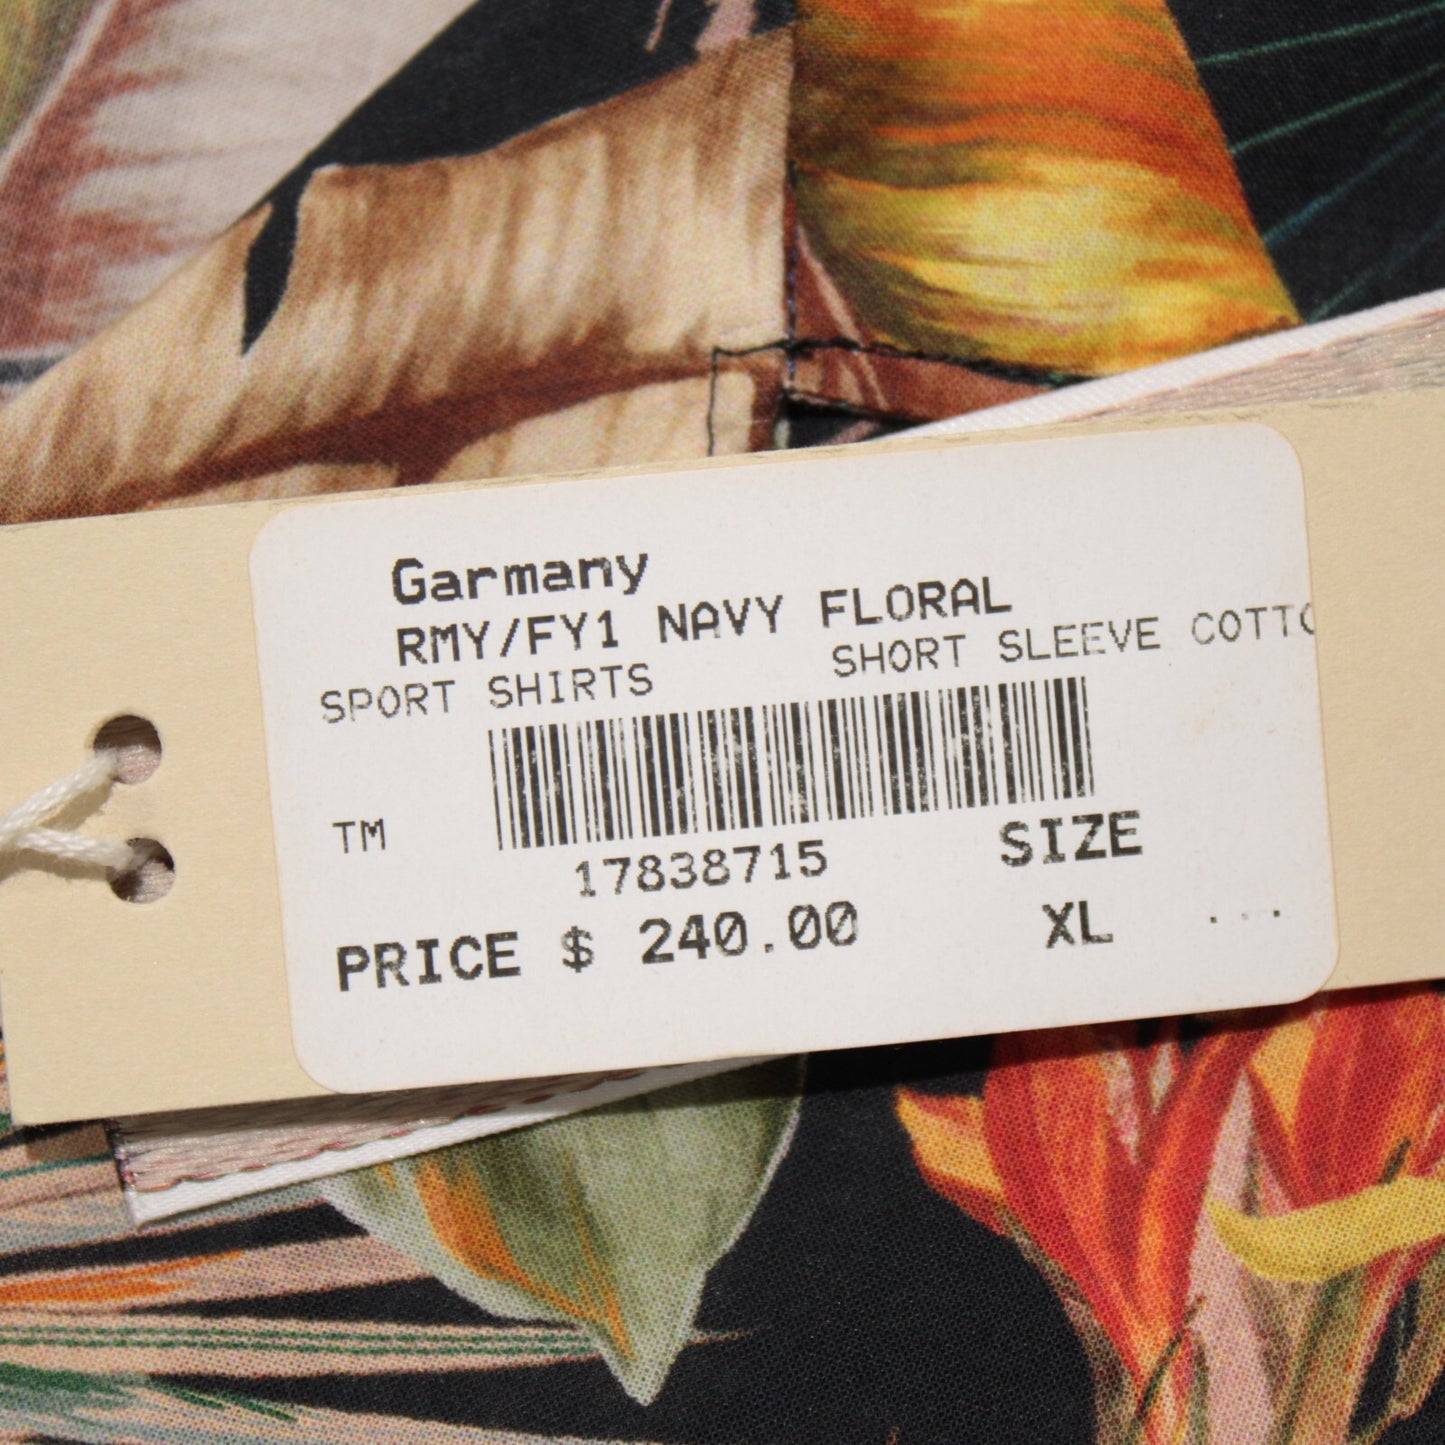 Garmany
RMY/FY1 NAVY FLORAL
SPORT SHIRTS SHORT SLEEVE COTTO
TM
17838715
SIZE
PRICE $ 240.00 XL ...